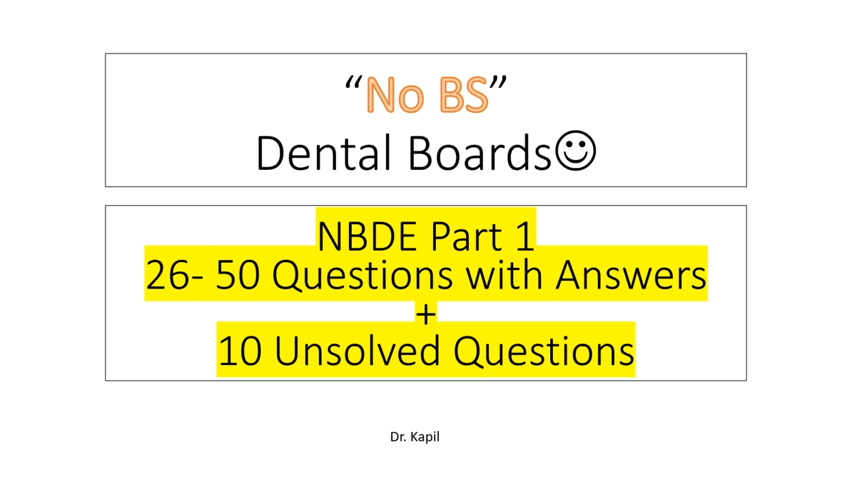 “No BS”
Dental Boards☺
NBDE Part 1
26- 50 Questions with Answers
+
10 Unsolved Questions
Dr. Kapil